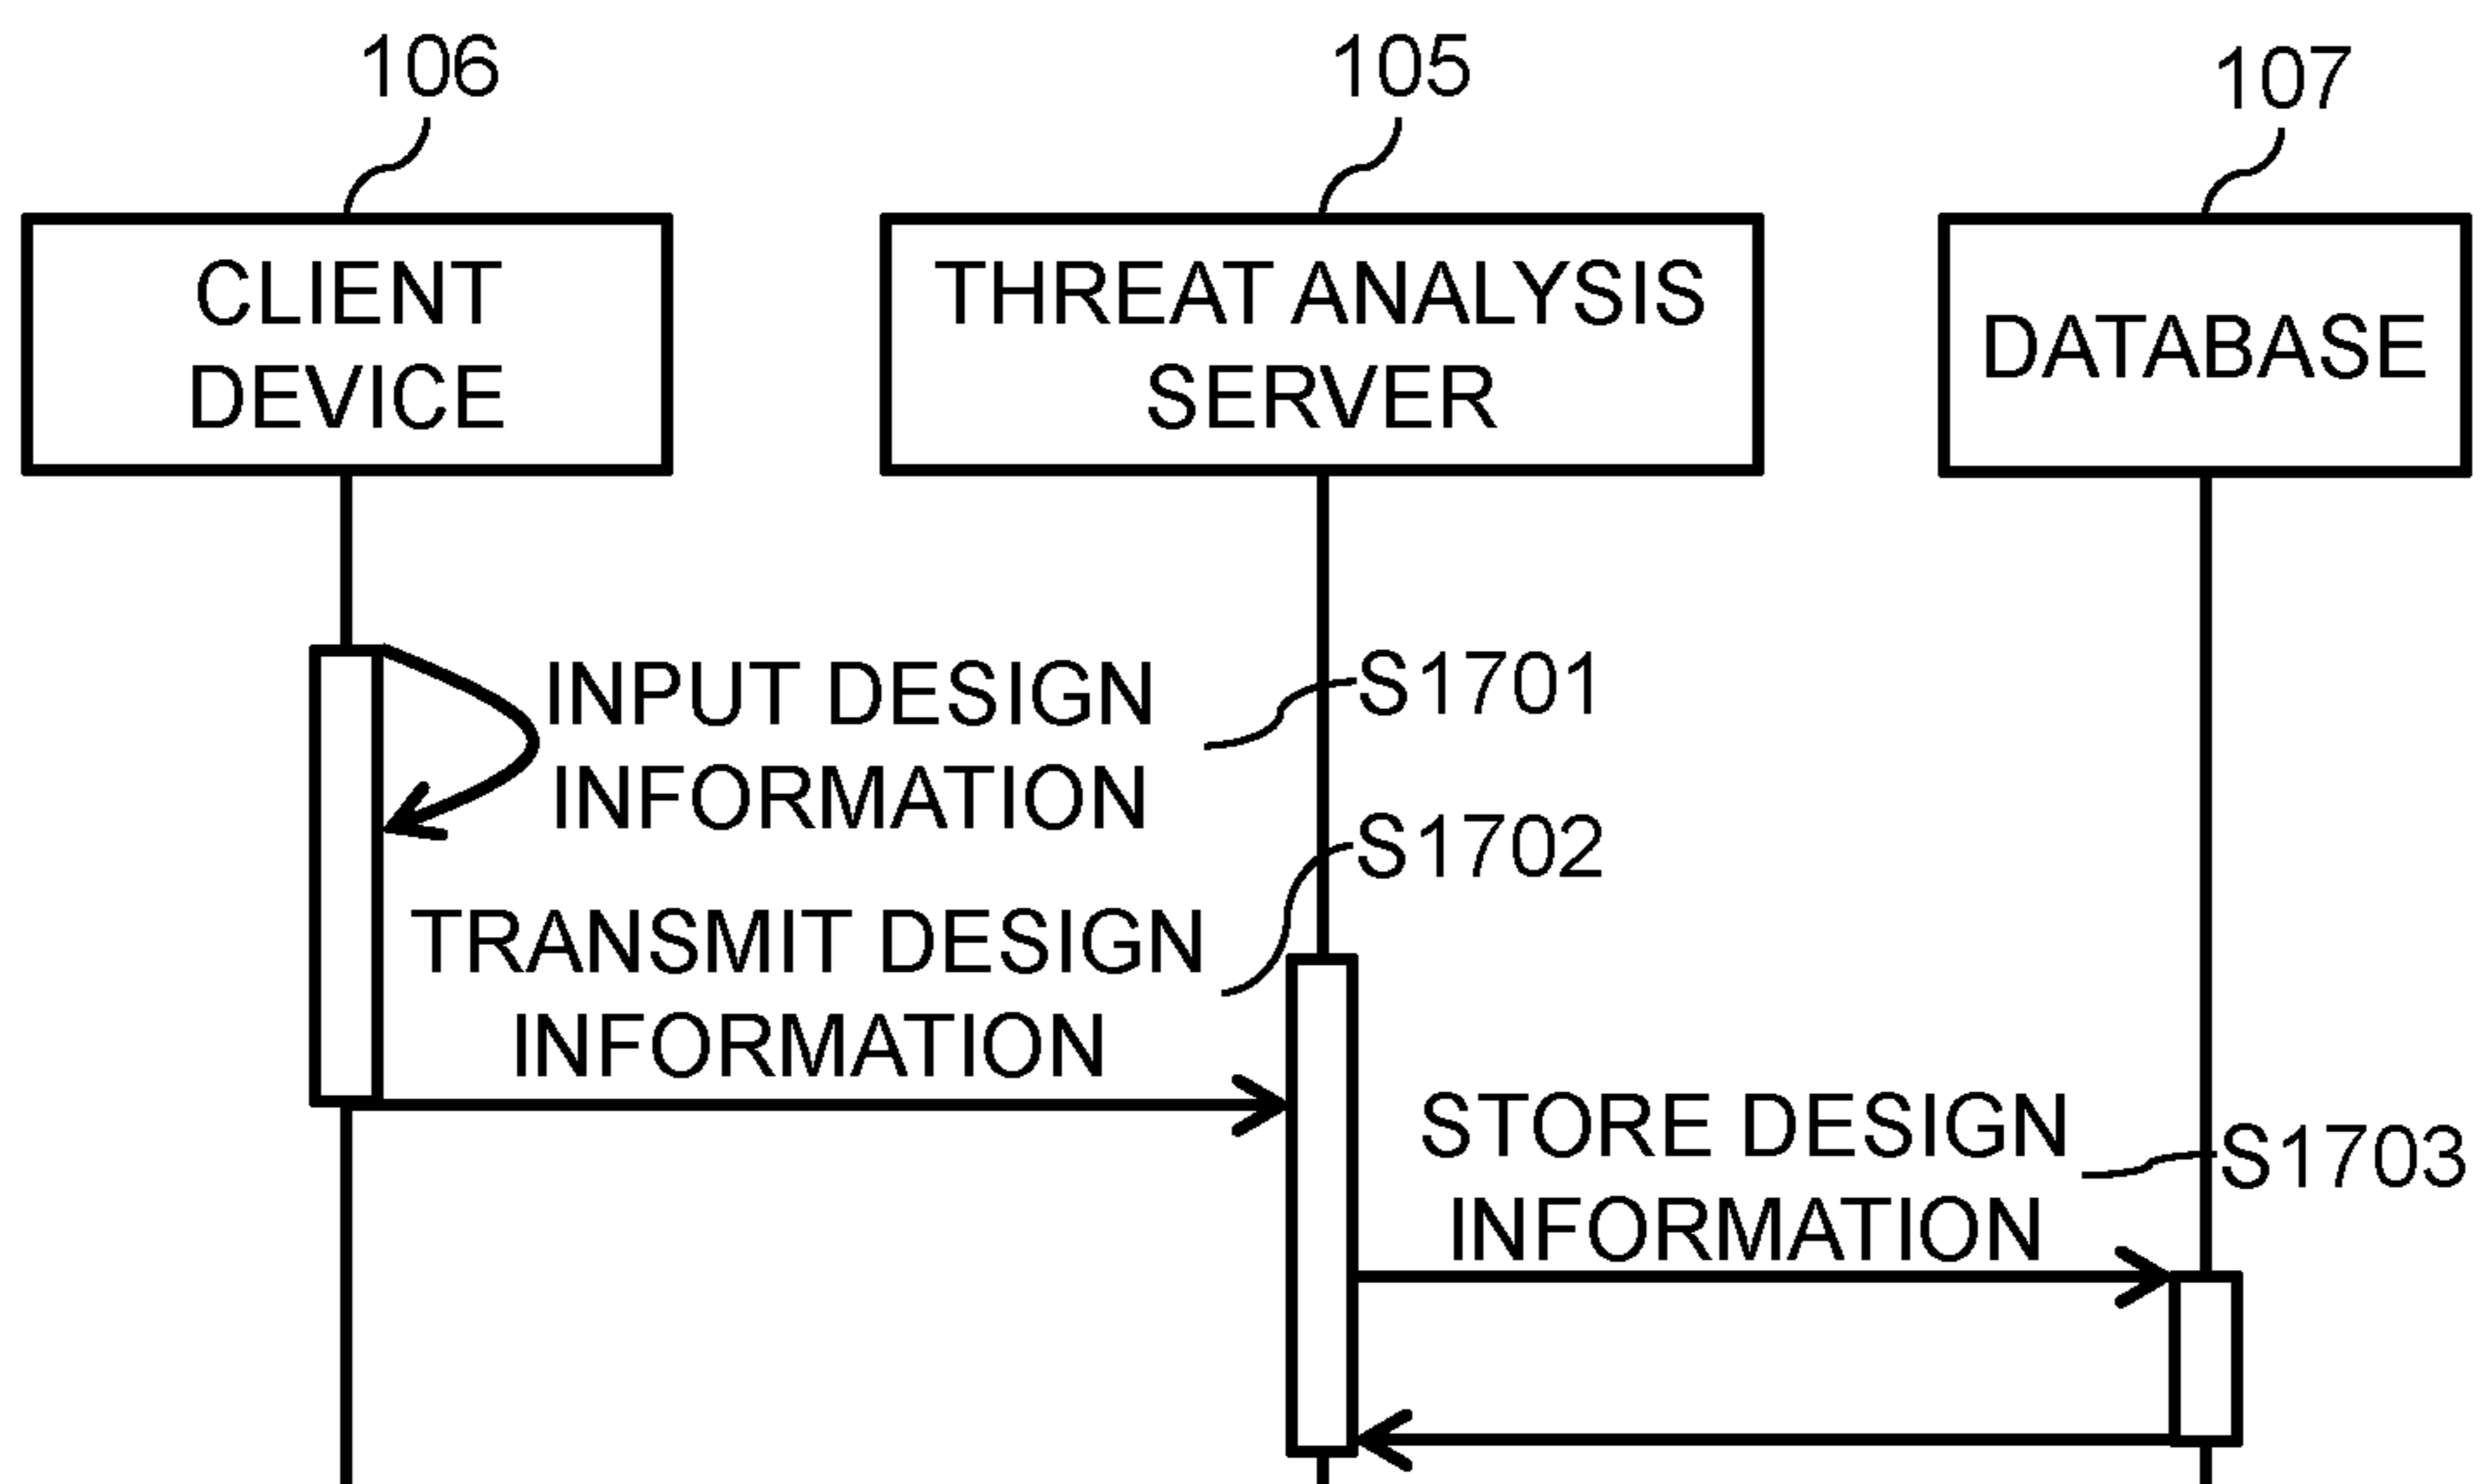 106
105
107
CLIENT
DEVICE
THREAT ANALYSIS
SERVER
DATABASE
INPUT DESIGN
INFORMATION
S1701
TRANSMIT DESIGN
INFORMATION
S1702
STORE DESIGN
INFORMATION
S1703